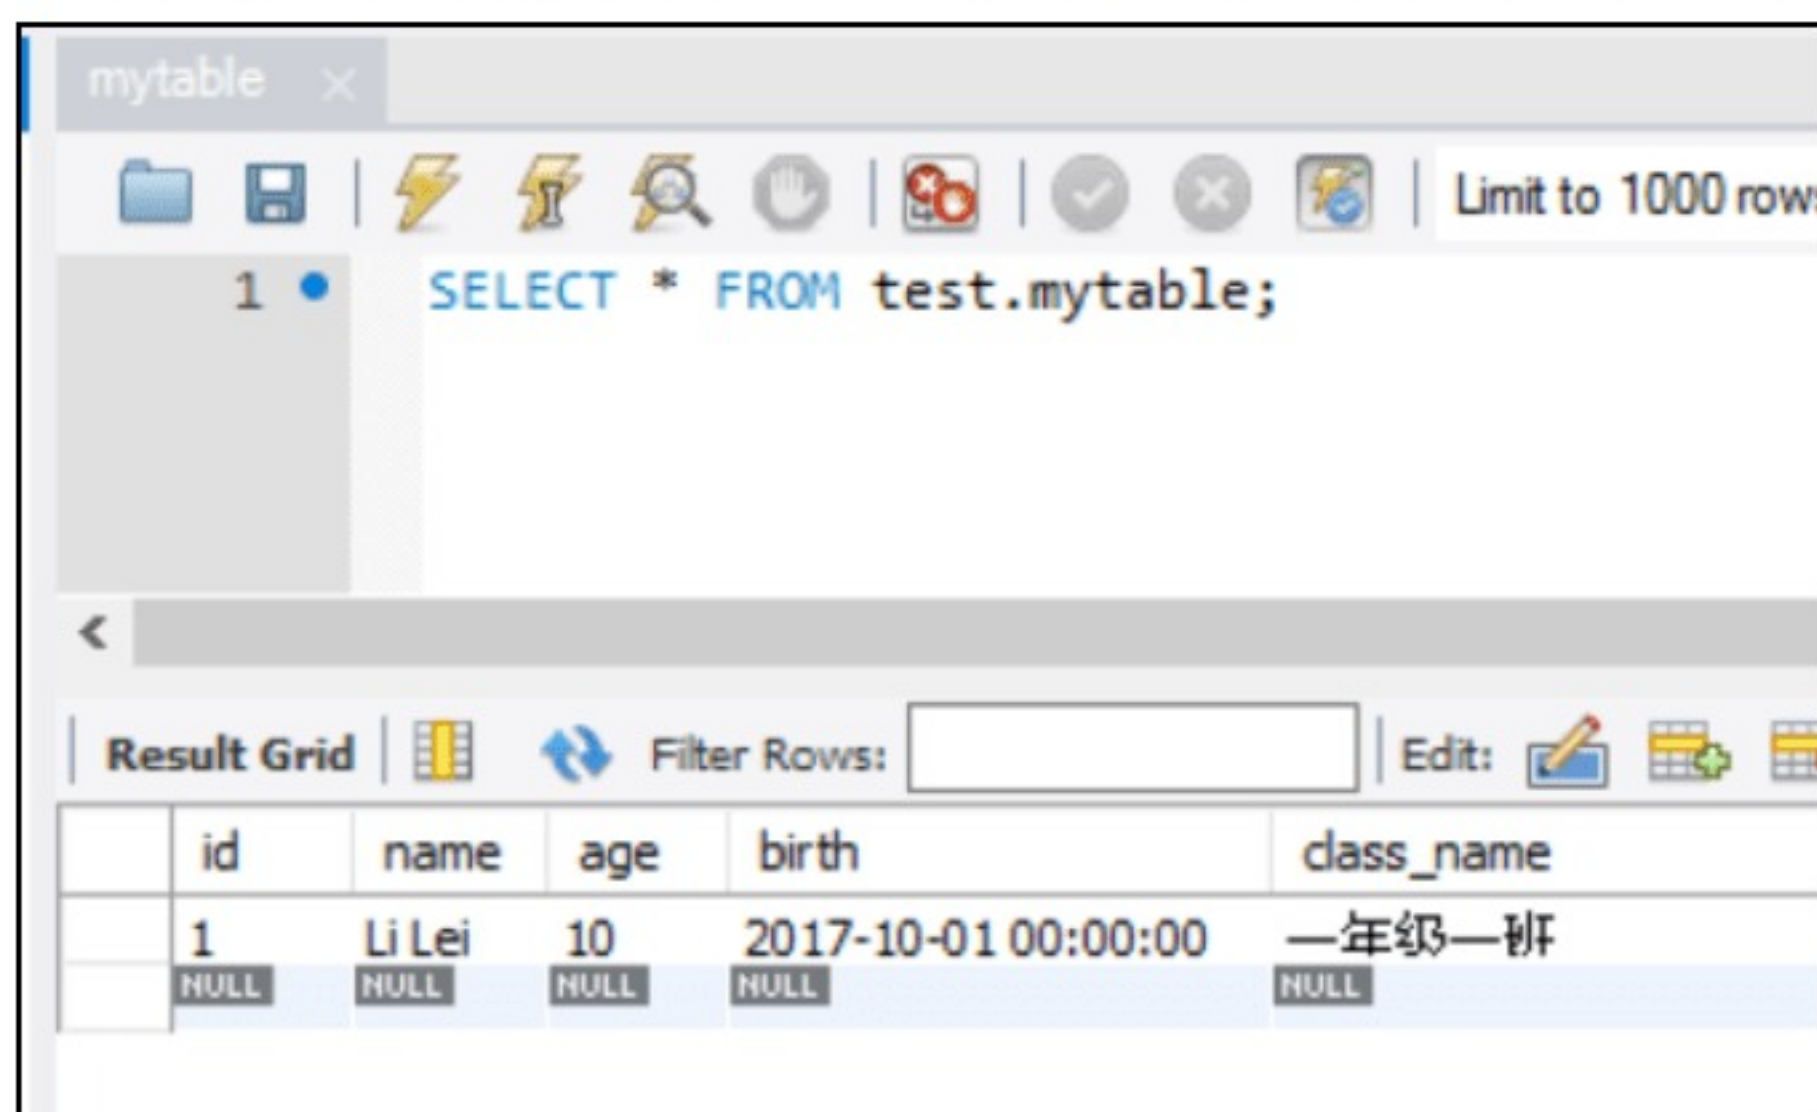 mytable
Limit to 1000 rows
1 SELECT * FROM test.mytable;
Result Grid Filter Rows: Edit:
id name age birth class_name
1 Li Lei 10 2017-10-01 00:00:00 一年级一班
NULL NULL NULL NULL NULL